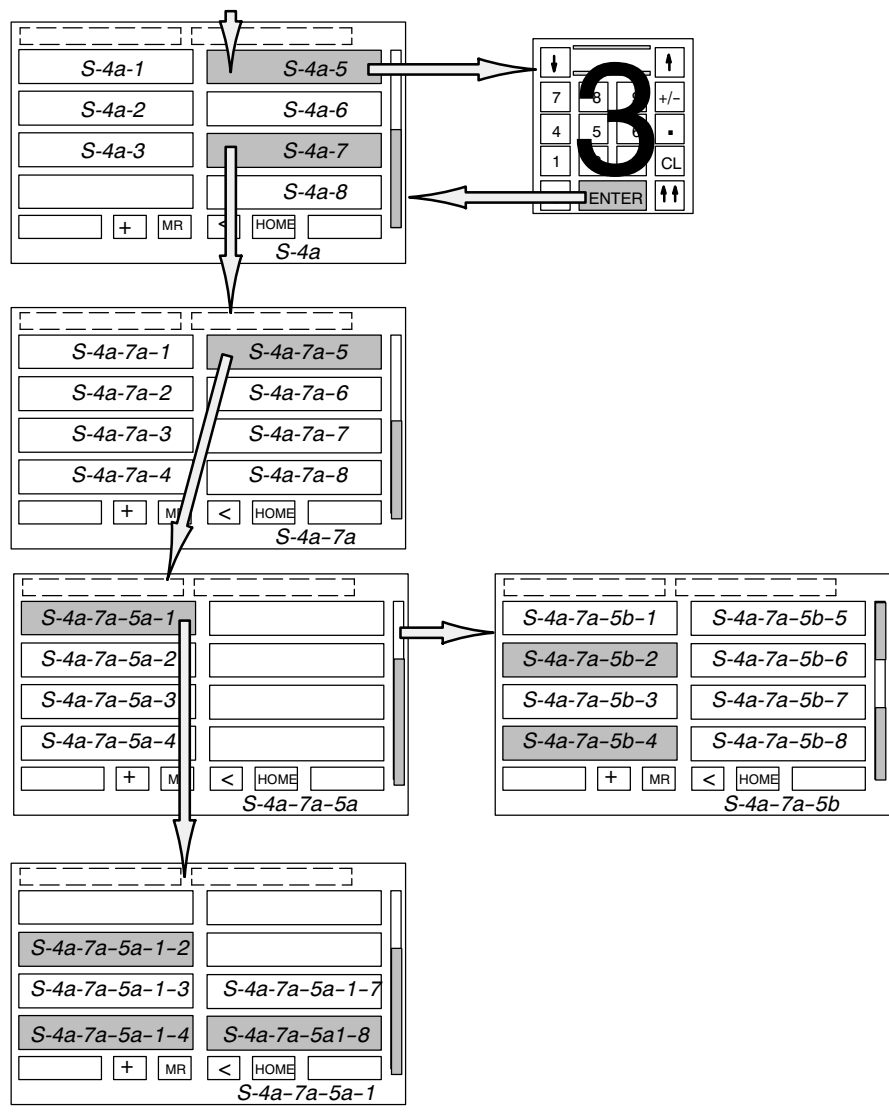 S-4a-1 S-4a-5
S-4a-2 S-4a-6
S-4a-3 S-4a-7
S-4a-8
+ MR < HOME
S-4a
7 8 9 +/-
4 5 6 .
1 CL
ENTER
3
S-4a-7a-1 S-4a-7a-5
S-4a-7a-2 S-4a-7a-6
S-4a-7a-3 S-4a-7a-7
S-4a-7a-4 S-4a-7a-8
+ MR < HOME
S-4a-7a
S-4a-7a-5a-1
S-4a-7a-5a-2
S-4a-7a-5a-3
S-4a-7a-5a-4
+ M < HOME
S-4a-7a-5a
S-4a-7a-5b-1 S-4a-7a-5b-5
S-4a-7a-5b-2 S-4a-7a-5b-6
S-4a-7a-5b-3 S-4a-7a-5b-7
S-4a-7a-5b-4 S-4a-7a-5b-8
+ MR < HOME
S-4a-7a-5b
S-4a-7a-5a-1-2
S-4a-7a-5a-1-3 S-4a-7a-5a-1-7
S-4a-7a-5a-1-4 S-4a-7a-5a1-8
+ MR < HOME
S-4a-7a-5a-1